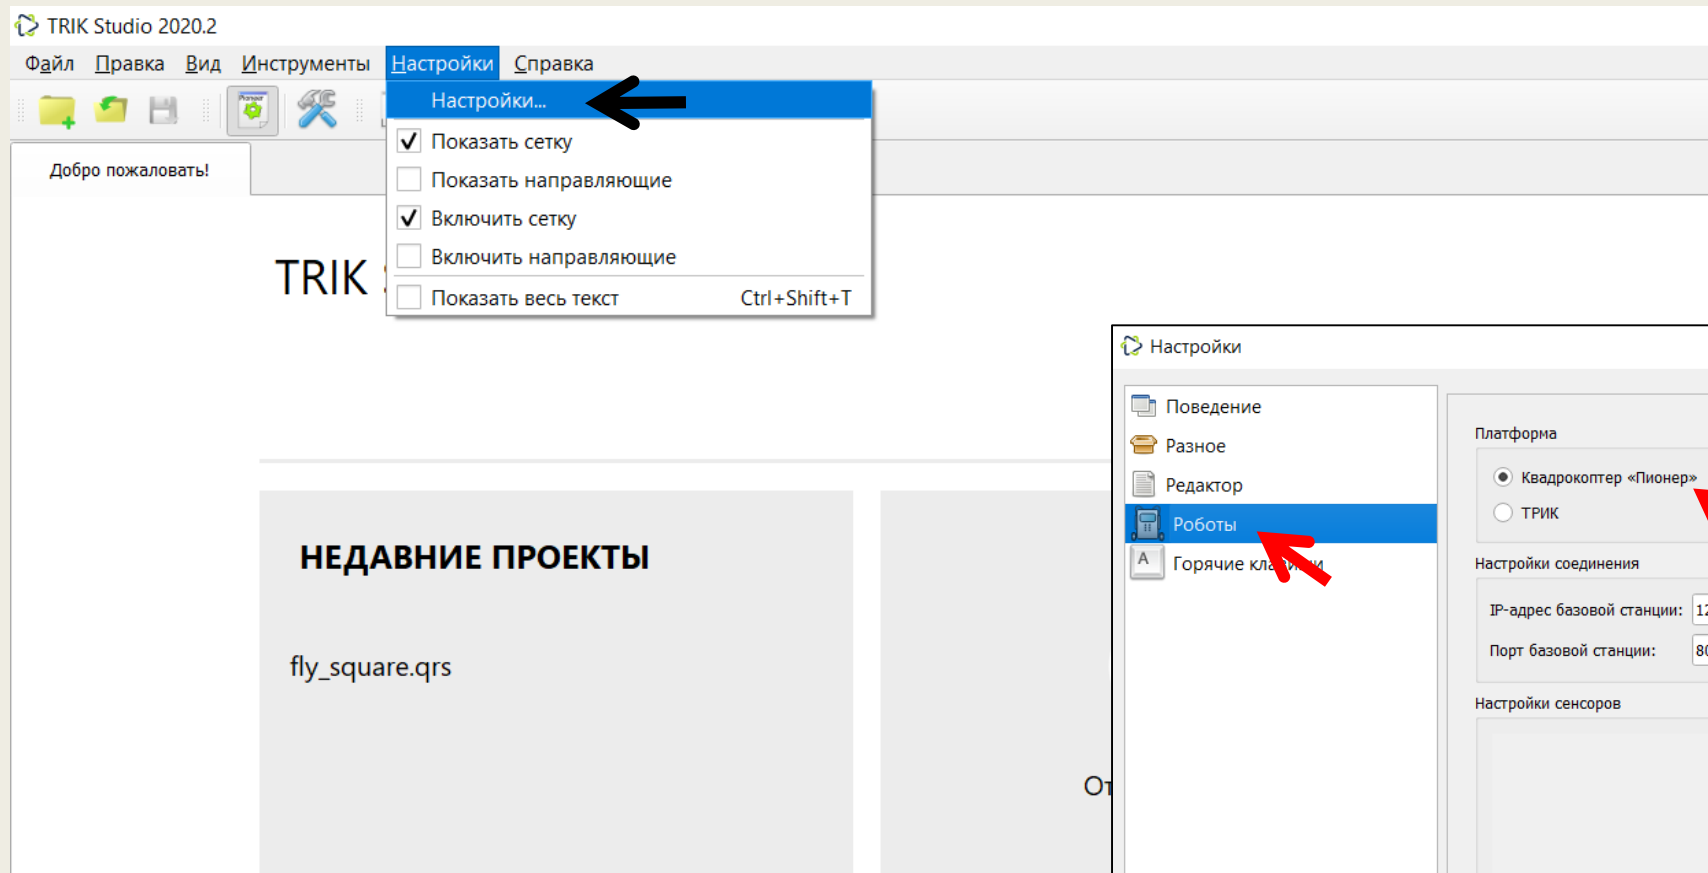 TRIK Studio 2020.2
Файл Правка Вид Инструменты Настройки Справка
Настройки...
Показать сетку
Показать направляющие
Включить сетку
Включить направляющие
Показать весь текст Ctrl+Shift+T
Добро пожаловать!
TRIK
НЕДАВНИЕ ПРОЕКТЫ
fly_square.qrs
Настройки
Поведение
Разное
Редактор
Роботы
Горячие
Платформа
Квадрокоптер «Пионер»
ТРИК
Настройки соединения
IP-адрес базовой станции:
Порт базовой станции:
Настройки сенсоров